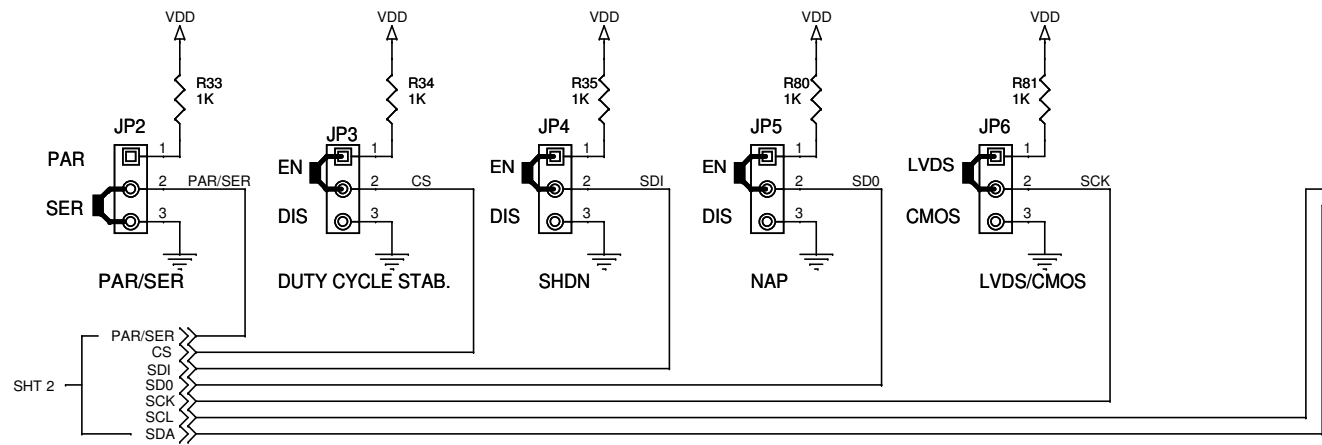 VDD VDD VDD VDD VDD
R33 R34 R35 R80 R81
1K 1K 1K 1K 1K
JP2 JP3 JP4 JP5 JP6
PAR 1 EN 1 EN 1 EN 1 LVDS 1
2 PAR/SER 2 CS 2 SDI 2 SD0 2 SCK
SER 3 DIS 3 DIS 3 DIS 3 CMOS 3
PAR/SER DUTY CYCLE STAB. SHDN NAP LVDS/CMOS
PAR/SER
CS
SDI
SHT 2 SD0
SCK
SCL
SDA